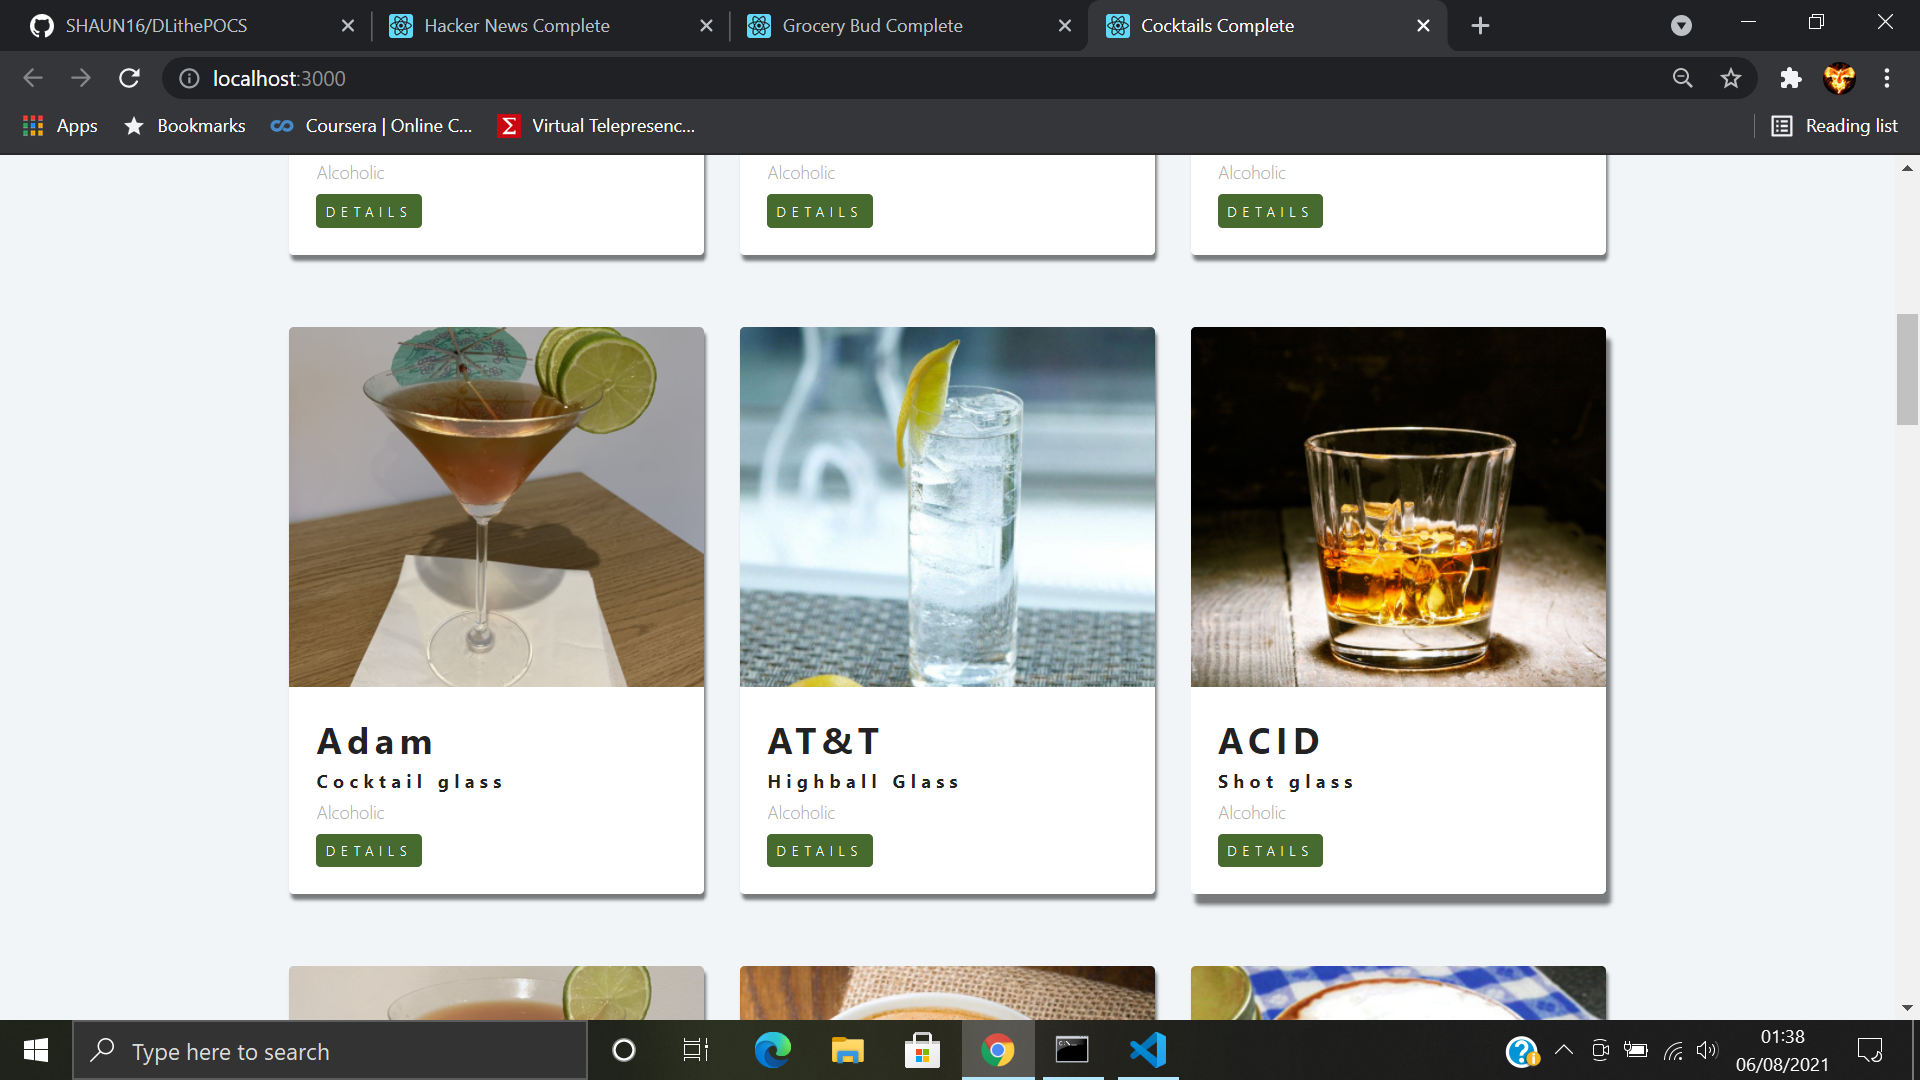 SHAUN16/DLithePOCS
Hacker News Complete
Grocery Bud Complete
Cocktails Complete
localhost:3000
Apps
Bookmarks
Coursera | Online C...
Virtual Telepresenc...
Reading list
Alcoholic
Alcoholic
Alcoholic
DETAILS
DETAILS
DETAILS
Adam
Cocktail glass
Alcoholic
DETAILS
AT&T
Highball Glass
Alcoholic
DETAILS
ACID
Shot glass
Alcoholic
DETAILS
Type here to search
01:38
06/08/2021